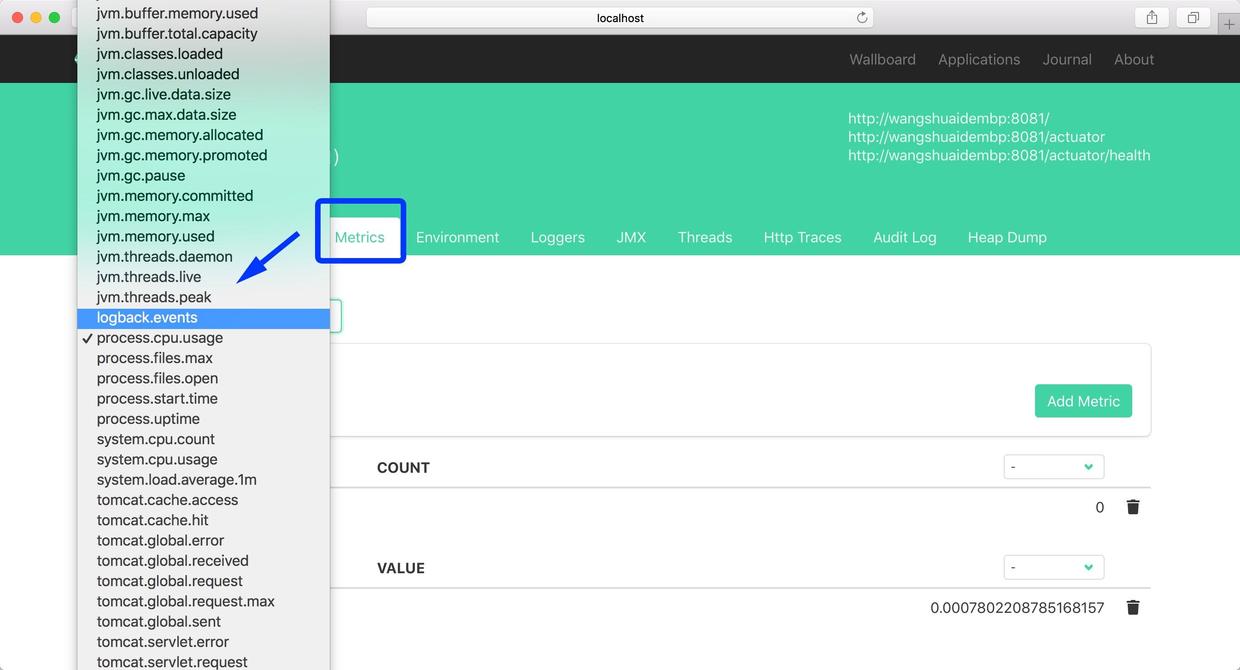 localhost
Wallboard Applications Journal About
http://wangshuaidembp:8081/
http://wangshuaidembp:8081/actuator
http://wangshuaidembp:8081/actuator/health
)
Metrics Environment Loggers JMX Threads Http Traces Audit Log Heap Dump
jvm.buffer.memory.used
jvm.buffer.total.capacity
jvm.classes.loaded
jvm.classes.unloaded
jvm.gc.live.data.size
jvm.gc.max.data.size
jvm.gc.memory.allocated
jvm.gc.memory.promoted
jvm.gc.pause
jvm.memory.committed
jvm.memory.max
jvm.memory.used
jvm.threads.daemon
jvm.threads.live
jvm.threads.peak
logback.events
process.cpu.usage
process.files.max
process.files.open
process.start.time
process.uptime
system.cpu.count
system.cpu.usage
system.load.average.1m
tomcat.cache.access
tomcat.cache.hit
tomcat.global.error
tomcat.global.received
tomcat.global.request
tomcat.global.request.max
tomcat.global.sent
tomcat.servlet.error
tomcat.servlet.request
Add Metric
COUNT -
0
VALUE -
0.0007802208785168157